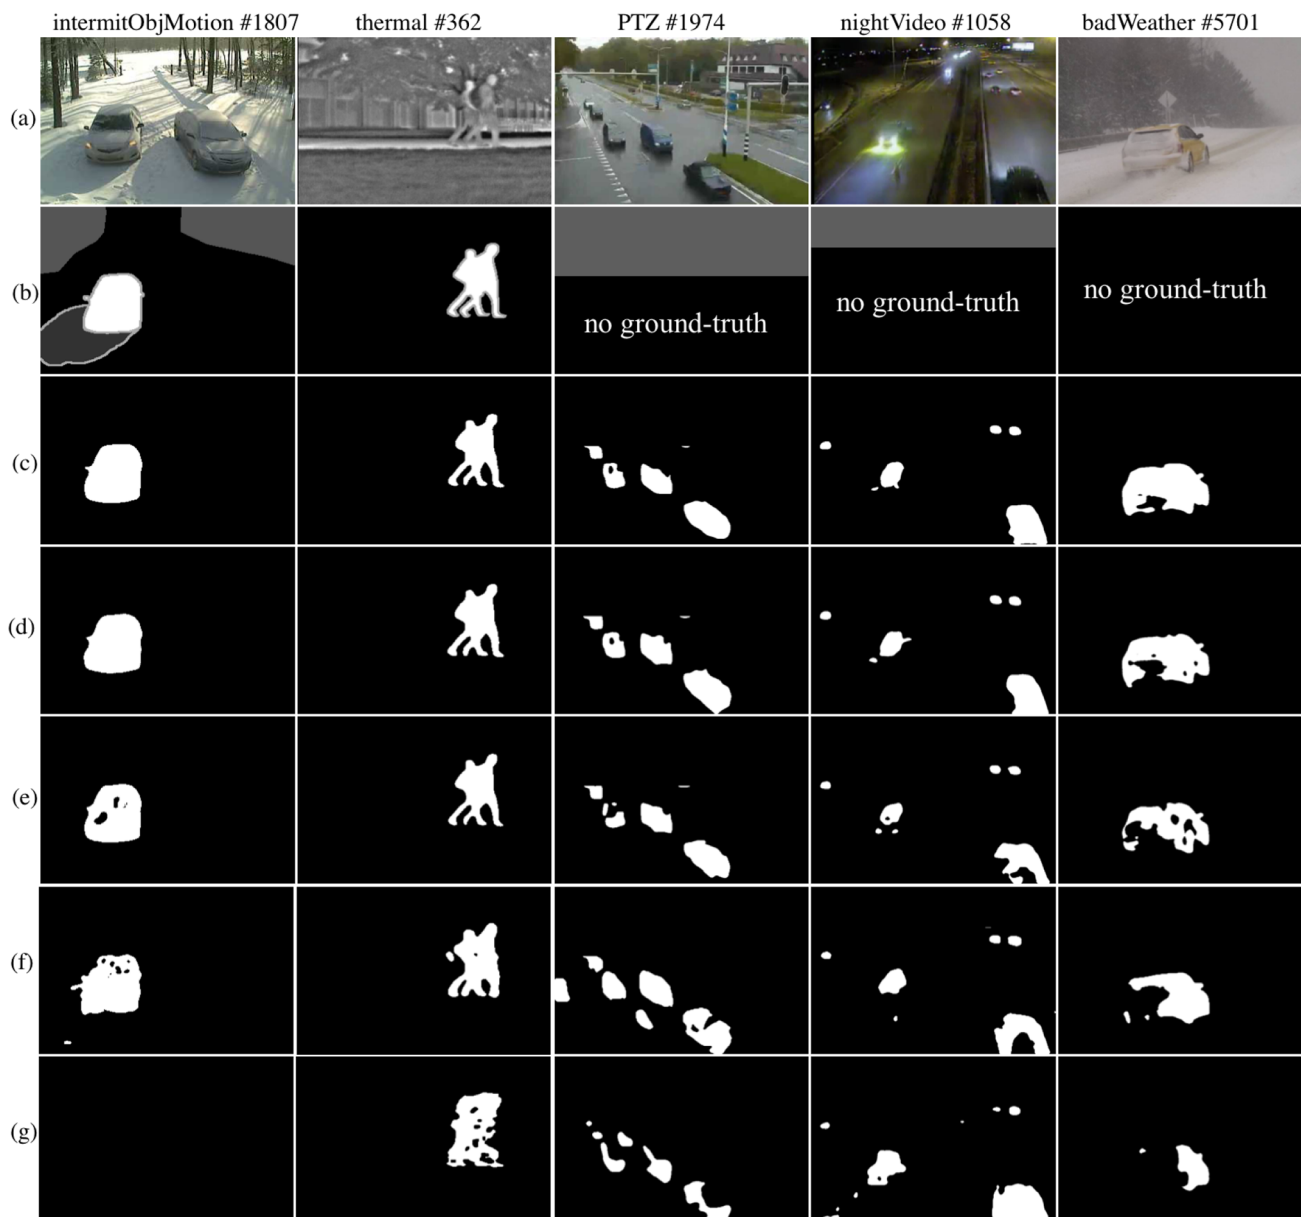 intermitObjMotion #1807 thermal #362 PTZ #1974 nightVideo #1058 badWeather #5701
(a)
(b) no ground-truth no ground-truth no ground-truth
(c)
(d)
(e)
(f)
(g)